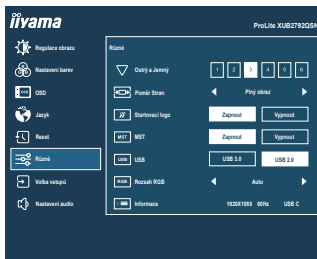 iiyama
ProLite XUB2792QSN
Regulace obrazu
Nastavení barev
OSD
Jazyk
Reset
Různé
Volba vstupů
Nastavení audio
Různé
Ostrý a Jemný 1 2 3 4 5 6
Poměr Stran Plný obraz
Startovací logo Zapnout Vypnout
MST MST Zapnout Vypnout
USB USB USB 3.0 USB 2.0
RGB Rozsah RGB Auto
Informace 1920X1080 60Hz USB C